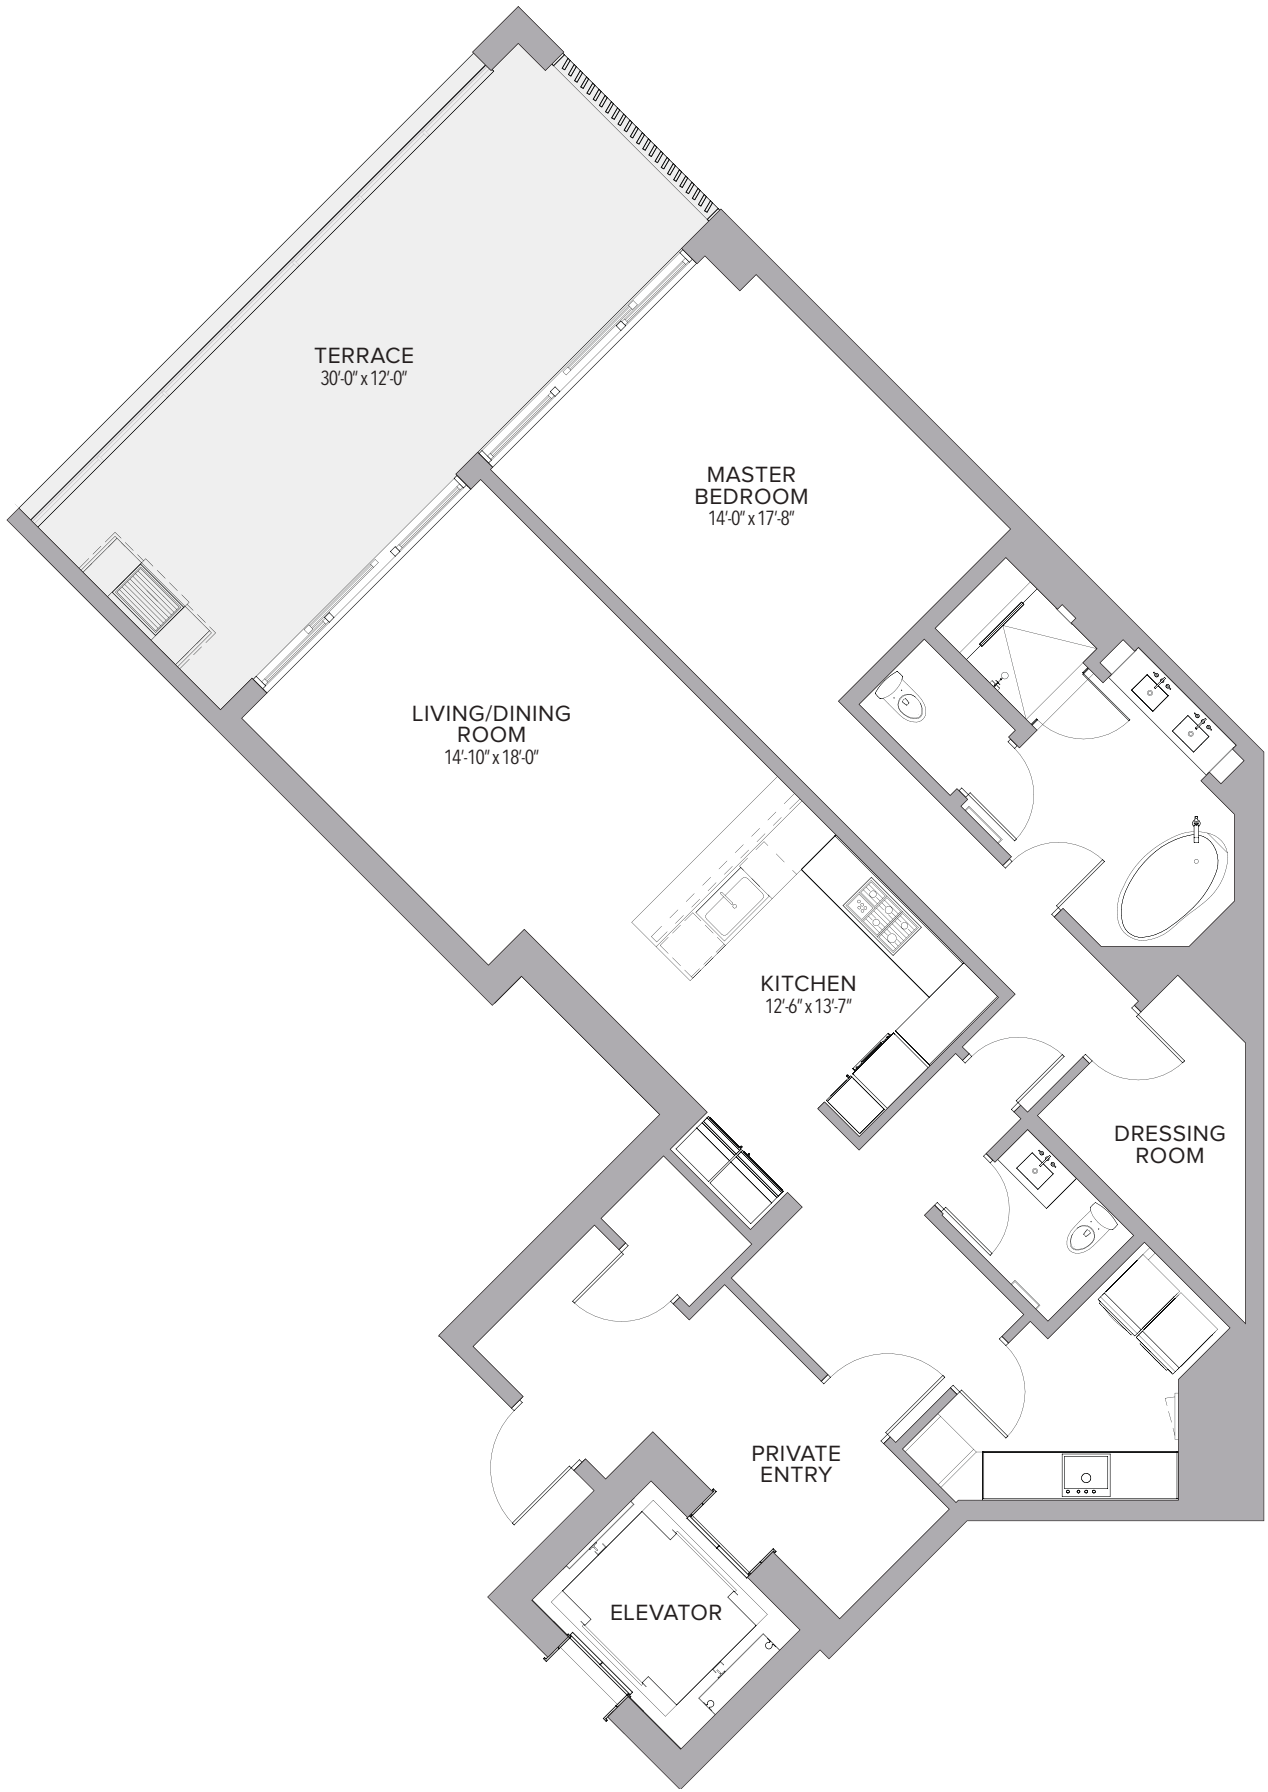 TERRACE
30'-0" x 12'-0"
MASTER
BEDROOM
14'-0" x 17'-8"
LIVING/DINING
ROOM
14'-10" x 18'-0"
KITCHEN
12'-6" x 13'-7"
DRESSING
ROOM
PRIVATE
ENTRY
ELEVATOR